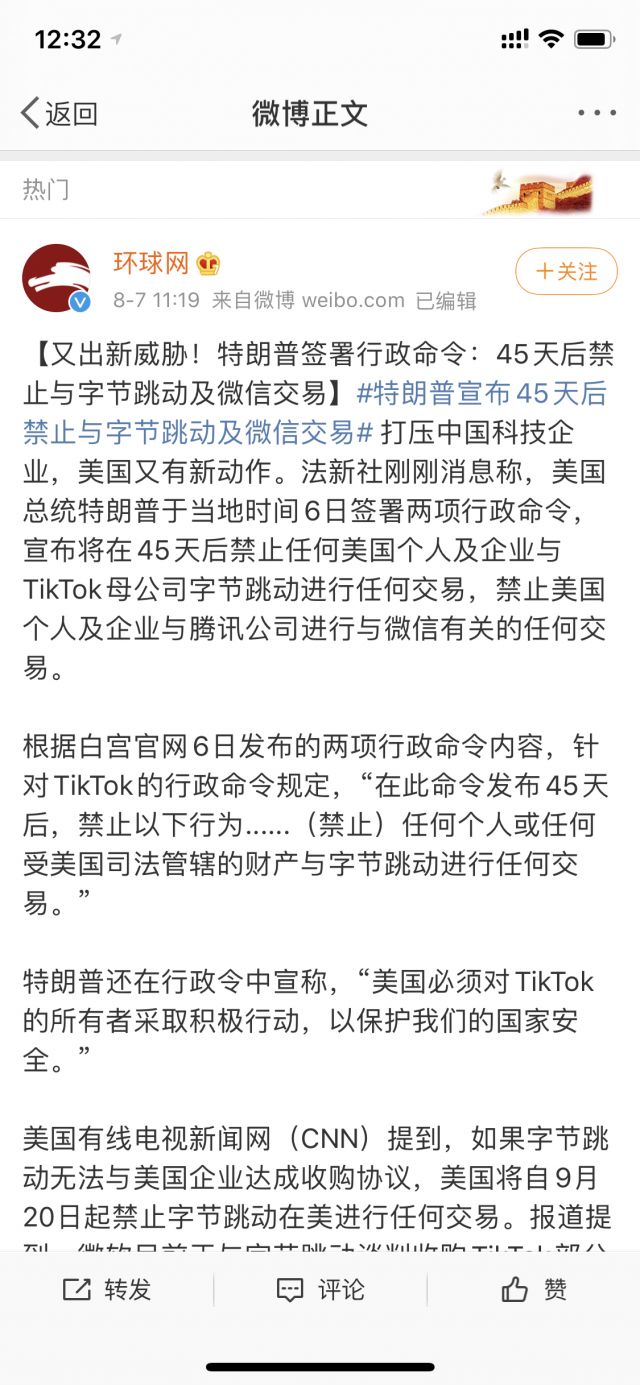 12:32
返回
微博正文
热门
环球网
+关注
8-7 11:19 来自微博 weibo.com 已编辑
【又出新威胁！特朗普签署行政命令：45天后禁
止与字节跳动及微信交易】#特朗普宣布45天后
禁止与字节跳动及微信交易# 打压中国科技企
业，美国又有新动作。法新社刚刚消息称，美国
总统特朗普于当地时间6日签署两项行政命令，
宣布将在45天后禁止任何美国个人及企业与
TikTok母公司字节跳动进行任何交易，禁止美国
个人及企业与腾讯公司进行与微信有关的任何交
易。
根据白宫官网6日发布的两项行政命令内容，针
对TikTok的行政命令规定，“在此命令发布45天
后，禁止以下行为......（禁止）任何个人或任何
受美国司法管辖的财产与字节跳动进行任何交
易。”
特朗普还在行政令中宣称，“美国必须对TikTok
的所有者采取积极行动，以保护我们的国家安
全。”
美国有线电视新闻网（CNN）提到，如果字节跳
动无法与美国企业达成收购协议，美国将自9月
20日起禁止字节跳动在美进行任何交易。报道提
转发
评论
赞